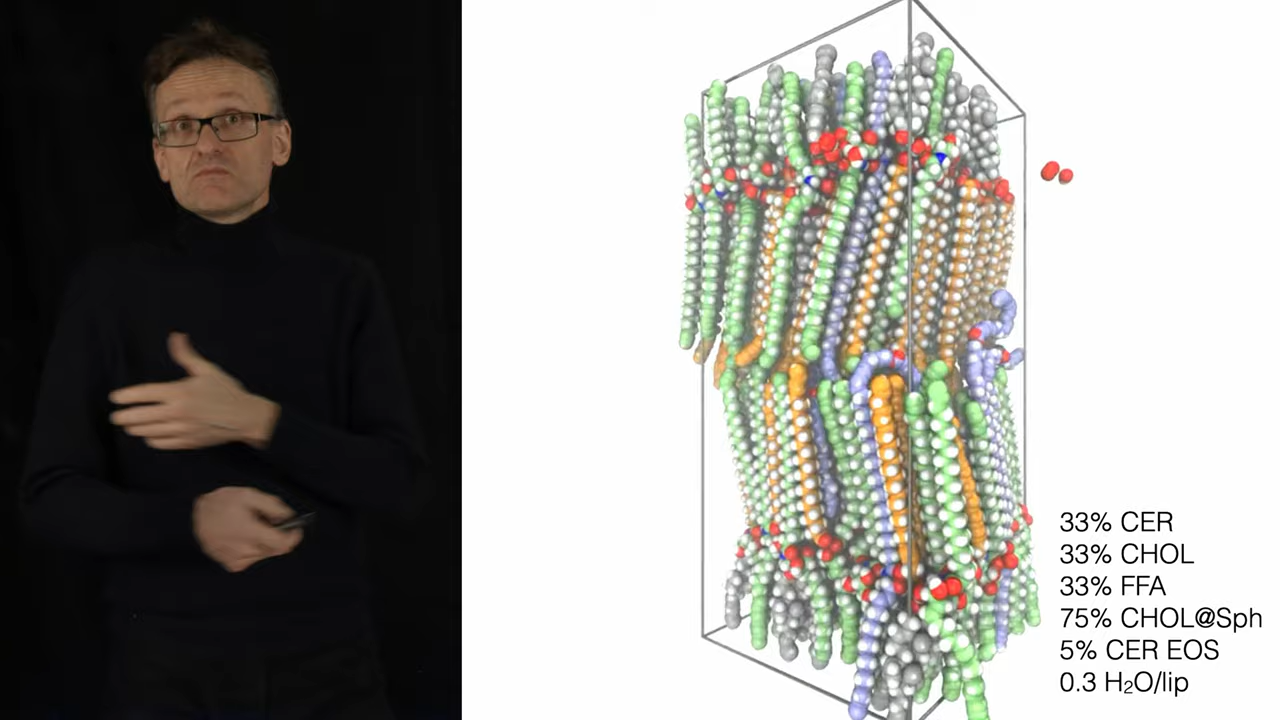 33% CER
33% CHOL
33% FFA
75% CHOL@Sph
5% CER EOS
0.3 H₂O/lip